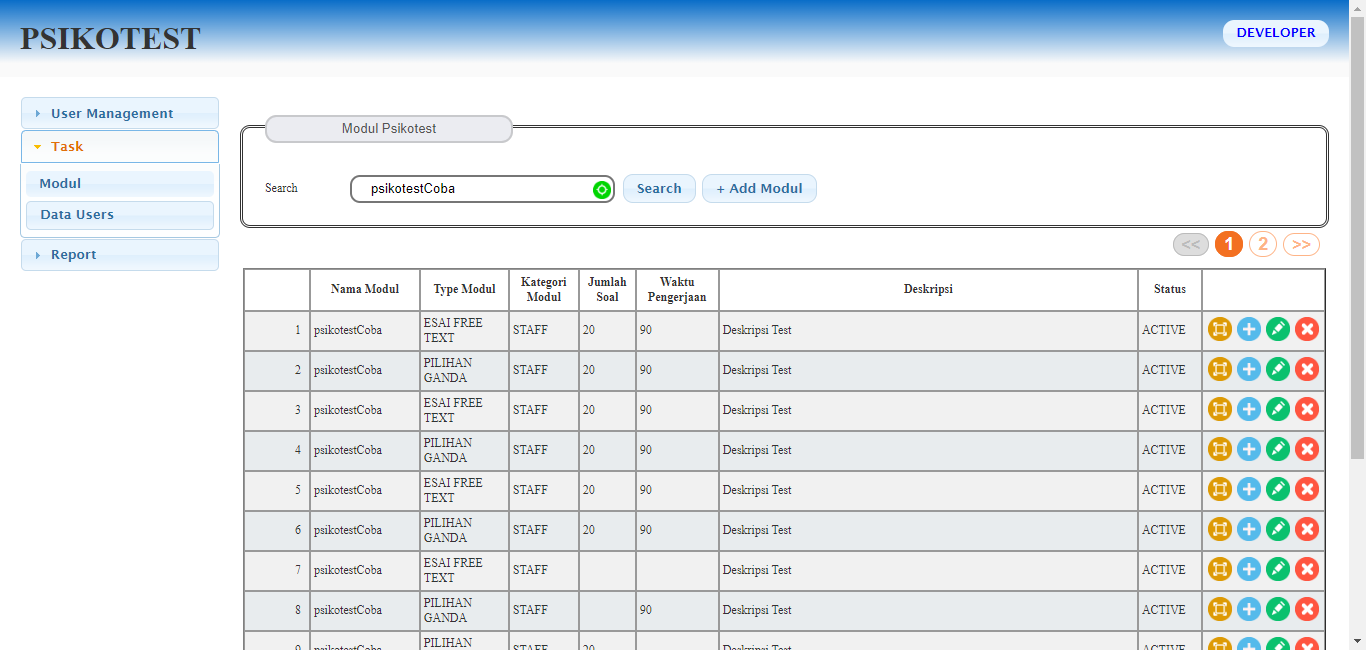 PSIKOTEST
DEVELOPER
User Management
Task
Modul
Data Users
Report
Modul Psikotest
Search psikotestCoba Search + Add Modul
<< 1 2 >>
Nama Modul Type Modul Kategori Modul Jumlah Soal Waktu Pengerjaan Deskripsi Status
1 psikotestCoba ESAI FREE TEXT STAFF 20 90 Deskripsi Test ACTIVE
2 psikotestCoba PILIHAN GANDA STAFF 20 90 Deskripsi Test ACTIVE
3 psikotestCoba ESAI FREE TEXT STAFF 20 90 Deskripsi Test ACTIVE
4 psikotestCoba PILIHAN GANDA STAFF 20 90 Deskripsi Test ACTIVE
5 psikotestCoba ESAI FREE TEXT STAFF 20 90 Deskripsi Test ACTIVE
6 psikotestCoba PILIHAN GANDA STAFF 20 90 Deskripsi Test ACTIVE
7 psikotestCoba ESAI FREE TEXT STAFF Deskripsi Test ACTIVE
8 psikotestCoba PILIHAN GANDA STAFF 90 Deskripsi Test ACTIVE
9 psikotestCoba PILIHAN STAFF 20 Deskripsi Test ACTIVE